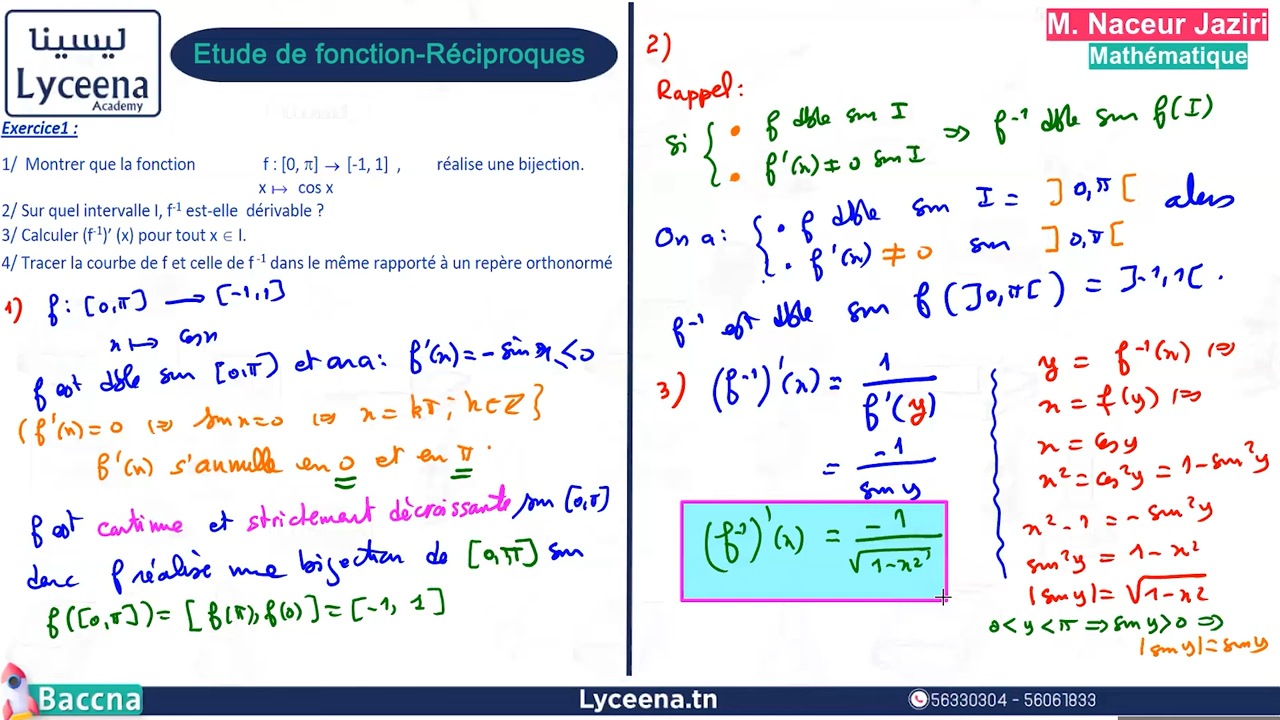 ليسينا
Lyceena
Academy
Etude de fonction-Réciproques
Exercice1 :
1/ Montrer que la fonction f : [0, π] → [-1, 1] , réalise une bijection.
x ↦ cos x
2/ Sur quel intervalle I, f⁻¹ est-elle dérivable ?
3/ Calculer (f⁻¹)' (x) pour tout x ∈ I.
4/ Tracer la courbe de f et celle de f⁻¹ dans le même rapporté à un repère orthonormé
1) f : [0,π] → [-1,1]
x ↦ cosx
f est dble sur [0,π] et on a : f'(x) = - sin x < 0
(f'(x) = 0 ⇔ sin x = 0 ⇔ x = kπ ; k ∈ Z}
f'(x) s'annulle en 0 et en π.
f est continue et strictement décroissante sur [0,π]
donc f réalise une bijection de [0,π] sur
f([0,π]) = [f(π), f(0)] = [-1, 1]
M. Naceur Jaziri
Mathématique
2)
Rappel :
si { • f dble sur I
• f'(x) ≠ 0 sur I ⇒ f⁻¹ dble sur f(I)
On a : { • f dble sur I = ]0,π[ alors
• f'(x) ≠ 0 sur ]0,π[
f⁻¹ est dble sur f(]0,π[) = ]-1,1[ .
3) (f⁻¹)'(x) = 1 / f'(y)
= -1 / sin y
(f⁻¹)'(x) = -1 / √(1-x²)
y = f⁻¹(x) ⇔
x = f(y) ⇔
x = cosy
x² = cos²y = 1 - sin²y
x² - 1 = - sin²y
sin²y = 1 - x²
|siny| = √(1-x²)
0 < y < π ⇒ siny > 0 ⇒
|siny| = siny
Baccna
Lyceena.tn
56330304 - 56061833